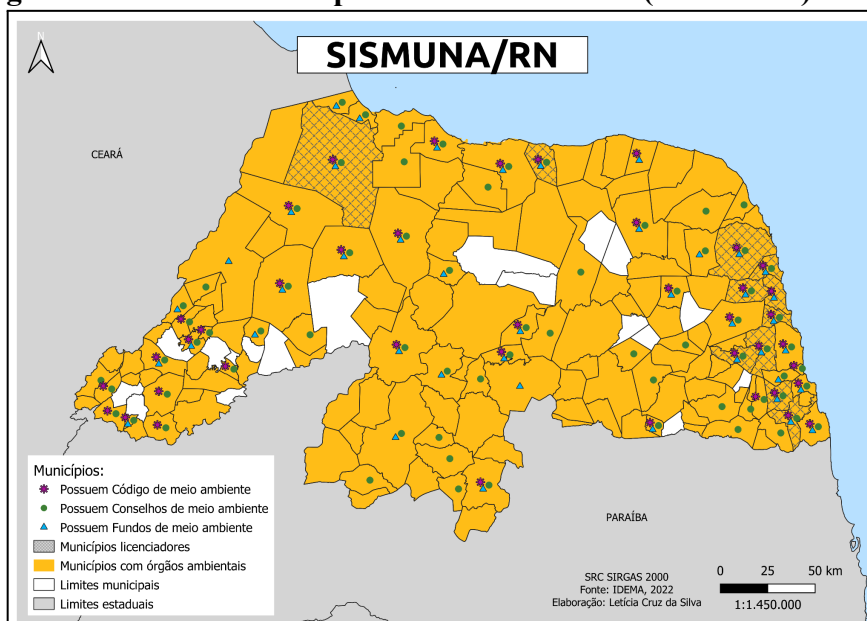 SISMUNA/RN
N
CEARÁ
PARAÍBA
Municípios:
Possuem Código de meio ambiente
Possuem Conselhos de meio ambiente
Possuem Fundos de meio ambiente
Municípios licenciadores
Municípios com órgãos ambientais
Limites municipais
Limites estaduais
SRC SIRGAS 2000
Fonte: IDEMA, 2022
Elaboração: Letícia Cruz da Silva
0 25 50 km
1:1.450.000